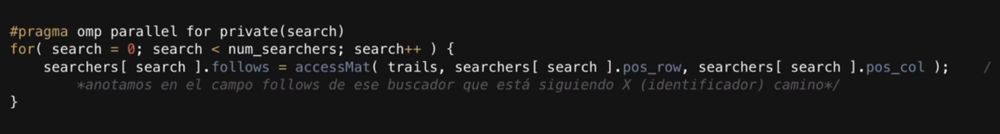 #pragma omp parallel for private(search)
for( search = 0; search < num_searchers; search++ ) {
searchers[ search ].follows = accessMat( trails, searchers[ search ].pos_row, searchers[ search ].pos_col ); /
*anotamos en el campo follows de ese buscador que está siguiendo X (identificador) camino*/
}